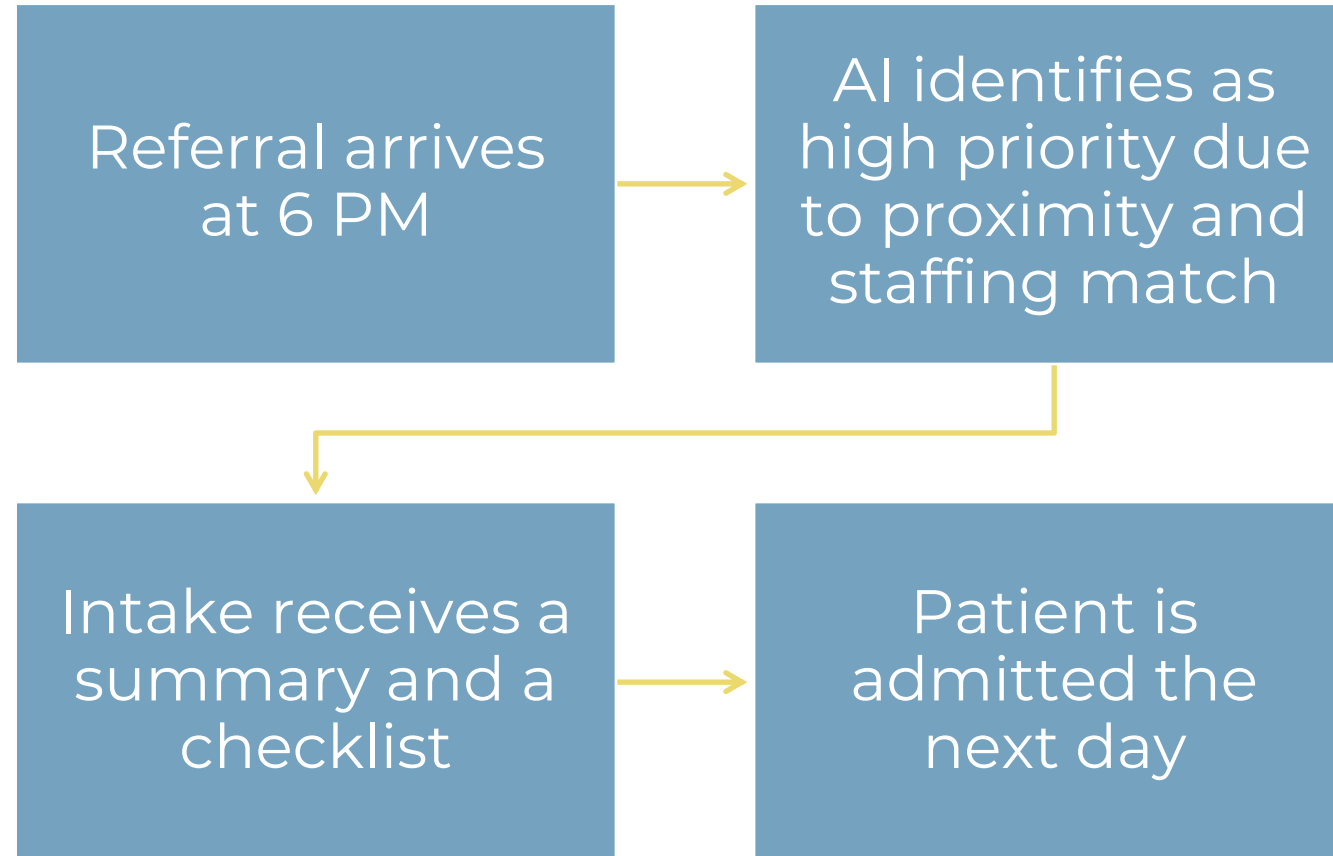 Referral arrives
at 6 PM
AI identifies as
high priority due
to proximity and
staffing match
Intake receives a
summary and a
checklist
Patient is
admitted the
next day